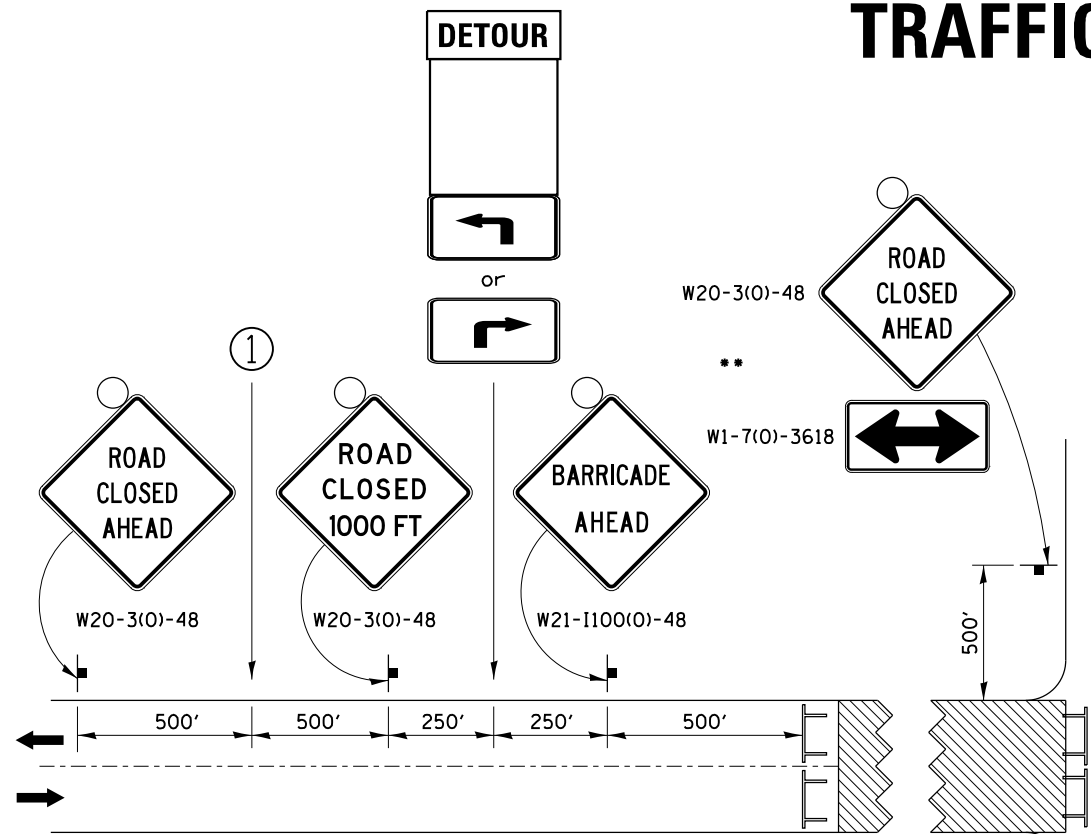 TRAFFIC
DETOUR
or
1
ROAD
CLOSED
AHEAD
W20-3(O)-48
**
W1-7(O)-3618
ROAD
CLOSED
AHEAD
W20-3(O)-48
ROAD
CLOSED
1000 FT
W20-3(O)-48
BARRICADE
AHEAD
W21-I100(O)-48
500'
500'
500'
250'
250'
500'